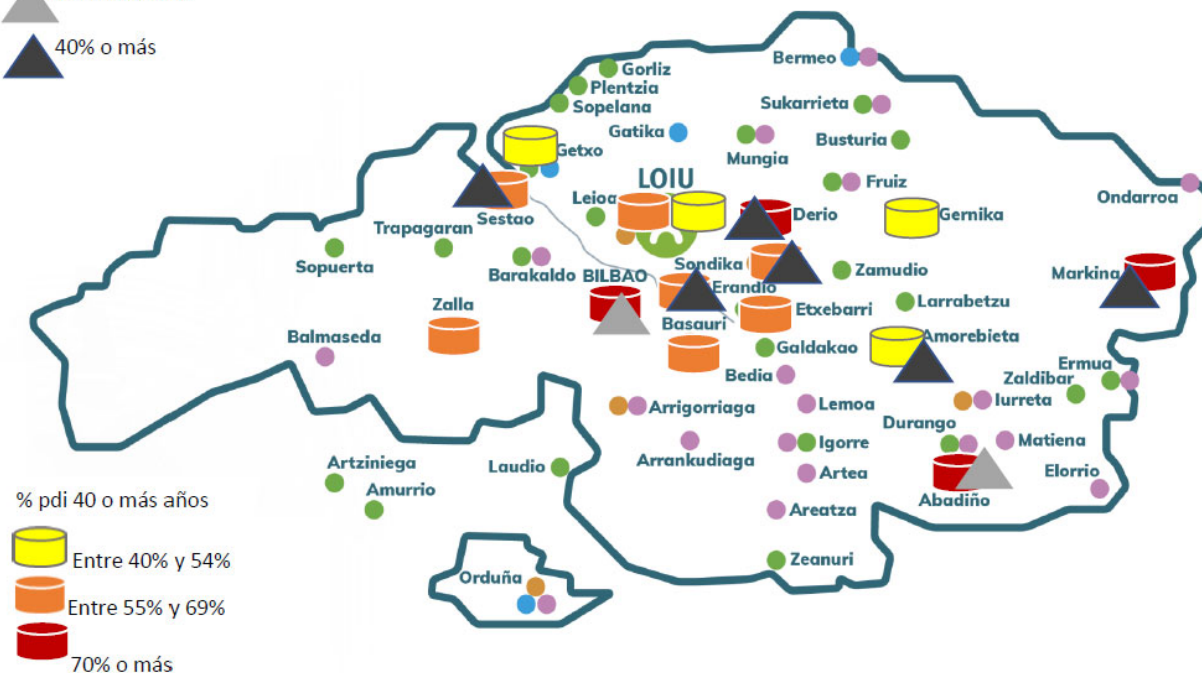 40% o más
Bermeo
Gorliz
Plentzia
Sopelana
Sukarrieta
Gatika
Busturia
Getxo
Mungia
LOIU
Fruiz
Ondarroa
Leioa
Sestao
Derio
Gernika
Trapagaran
Sopuerta
Barakaldo
BILBAO
Sondika
Zamudio
Markina
Erandio
Zalla
Larrabetzu
Etxebarri
Basauri
Amorebieta
Balmaseda
Galdakao
Ermua
Bedia
Zaldibar
Arrigorriaga
Lemoa
Iurreta
Durango
Igorre
Matiena
Arrankudiaga
Artziniega
Laudio
Artea
Elorrio
Amurrio
Abadiño
% pdi 40 o más años
Areatza
Entre 40% y 54%
Zeanuri
Orduña
Entre 55% y 69%
70% o más